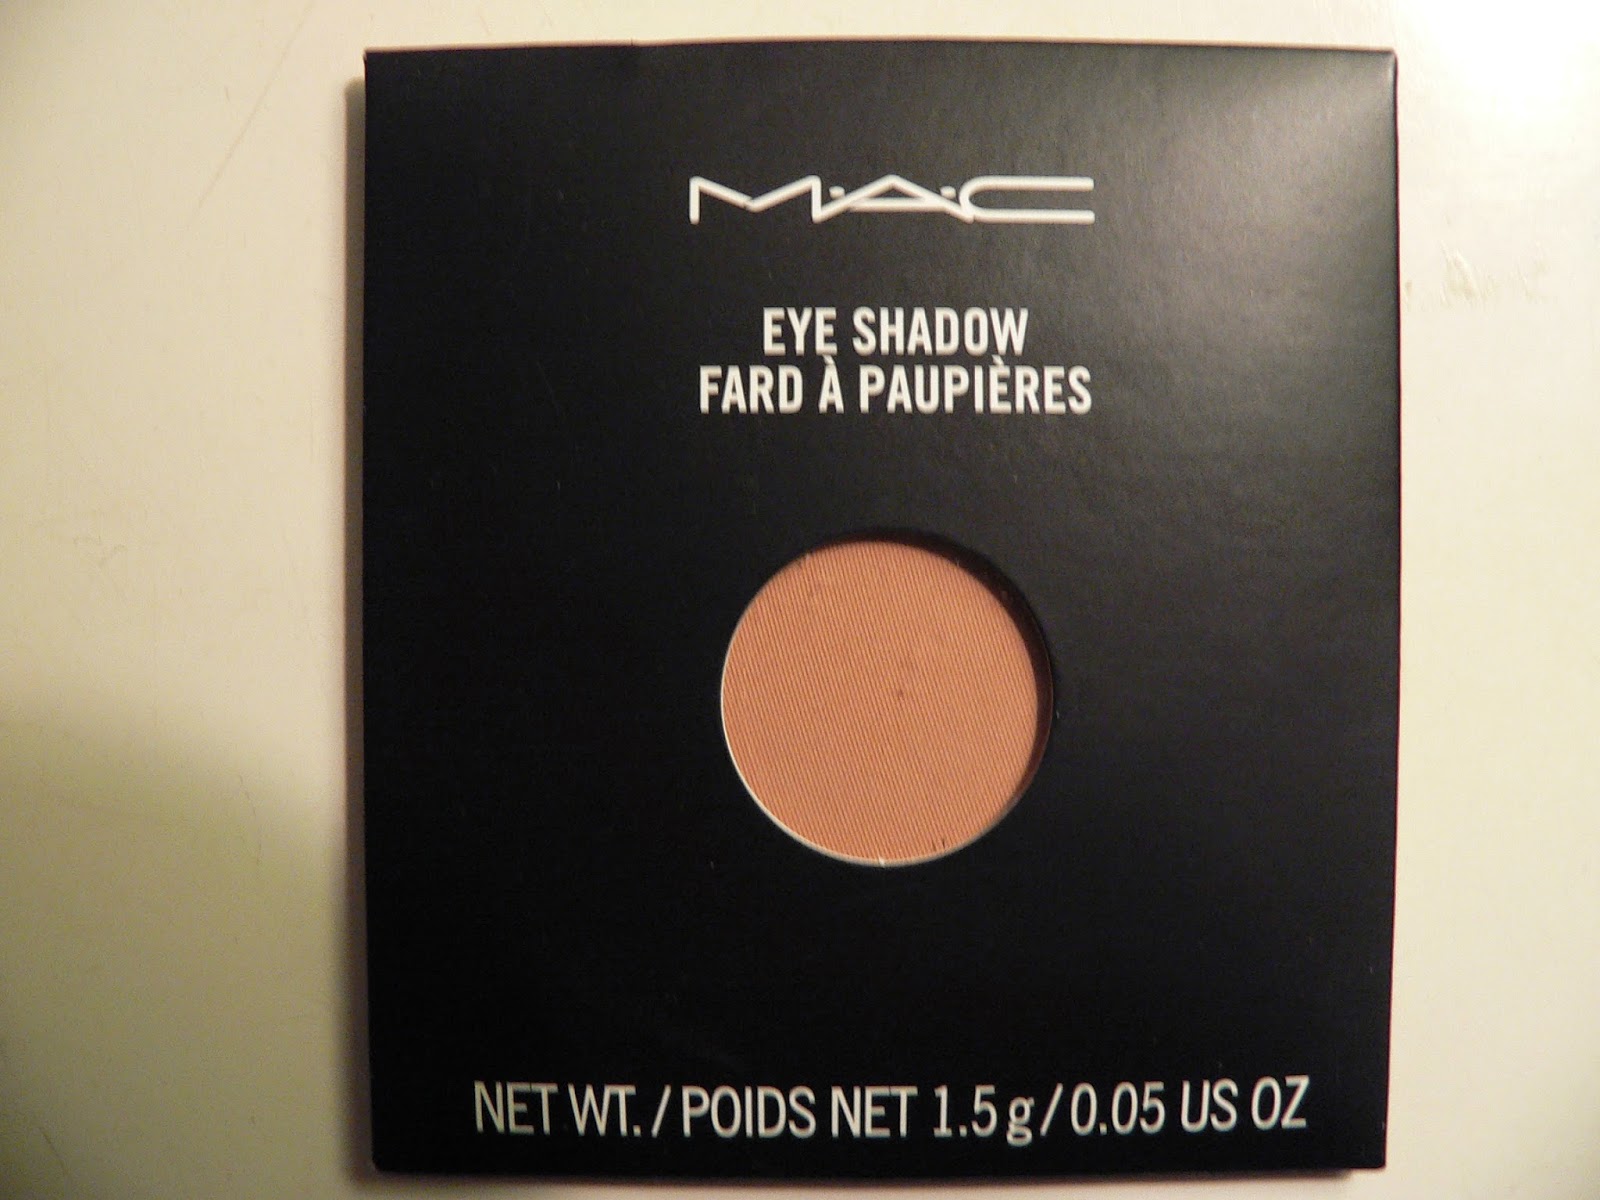 M·A·C
EYE SHADOW
FARD À PAUPIÈRES
NET WT. / POIDS NET 1.5 g / 0.05 US OZ